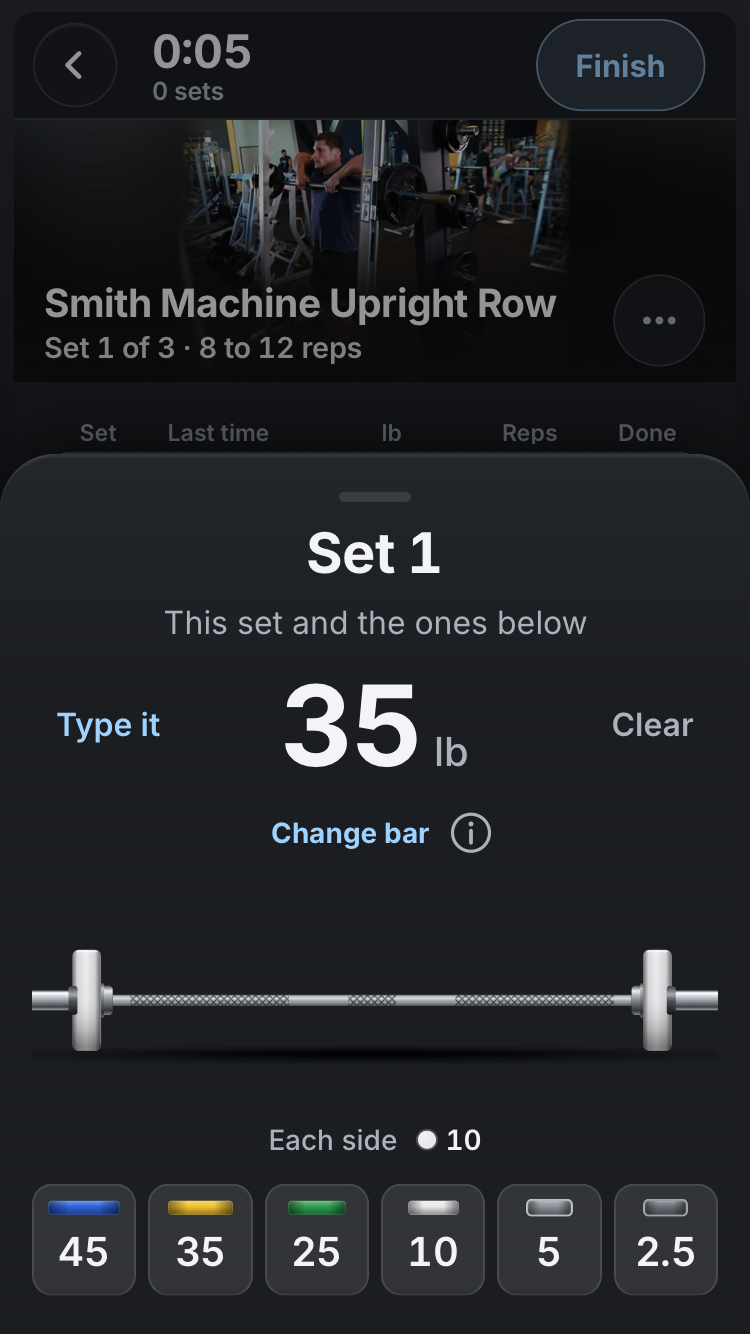 0:05
0 sets
Finish
Smith Machine Upright Row
Set 1 of 3 · 8 to 12 reps
Set Last time lb Reps Done
Set 1
This set and the ones below
Type it 35 lb Clear
Change bar
Each side 10
45 35 25 10 5 2.5